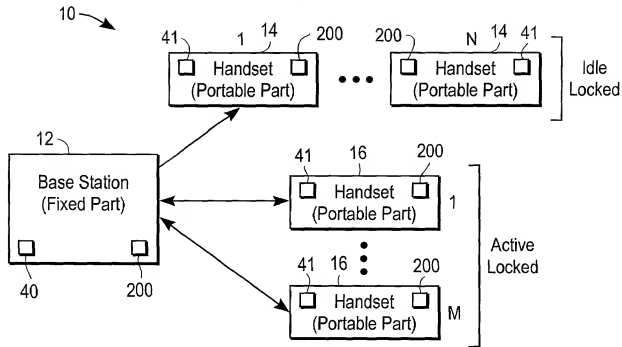 10
41 1 14 200
Handset
(Portable Part)
200 N 14 41
Handset
(Portable Part)
Idle
Locked
12
Base Station
(Fixed Part)
40 200
41 16 200
Handset
(Portable Part)
1
41 16 200
Handset
(Portable Part)
M
Active
Locked